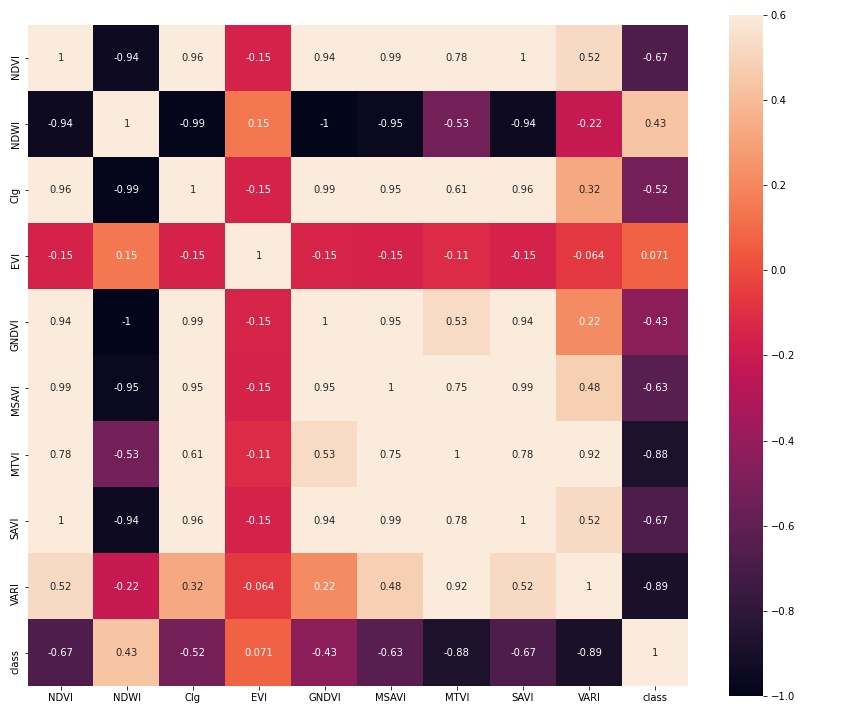 NDVI 1 -0.94 0.96 -0.15 0.94 0.99 0.78 1 0.52 -0.67
NDWI -0.94 1 -0.99 0.15 -1 -0.95 -0.53 -0.94 -0.22 0.43
Clg 0.96 -0.99 1 -0.15 0.99 0.95 0.61 0.96 0.32 -0.52
EVI -0.15 0.15 -0.15 1 -0.15 -0.15 -0.11 -0.15 -0.064 0.071
GNDVI 0.94 -1 0.99 -0.15 1 0.95 0.53 0.94 0.22 -0.43
MSAVI 0.99 -0.95 0.95 -0.15 0.95 1 0.75 0.99 0.48 -0.63
MTVI 0.78 -0.53 0.61 -0.11 0.53 0.75 1 0.78 0.92 -0.88
SAVI 1 -0.94 0.96 -0.15 0.94 0.99 0.78 1 0.52 -0.67
VARI 0.52 -0.22 0.32 -0.064 0.22 0.48 0.92 0.52 1 -0.89
class -0.67 0.43 -0.52 0.071 -0.43 -0.63 -0.88 -0.67 -0.89 1
NDVI NDWI Clg EVI GNDVI MSAVI MTVI SAVI VARI class
0.6
0.4
0.2
0.0
−0.2
−0.4
−0.6
−0.8
−1.0